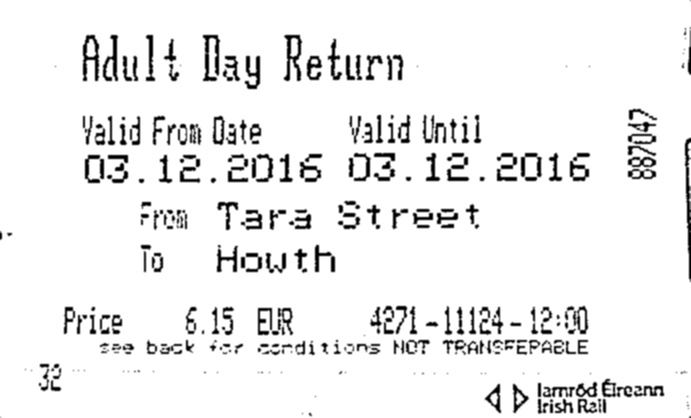 Adult Day Return
Valid From Date Valid Until
03.12.2016 03.12.2016
887047
From Tara Street
To Howth
Price 6.15 EUR 4271-11124-12:00
see back for conditions NOT TRANSFERABLE
32
Iarnród Éireann
Irish Rail